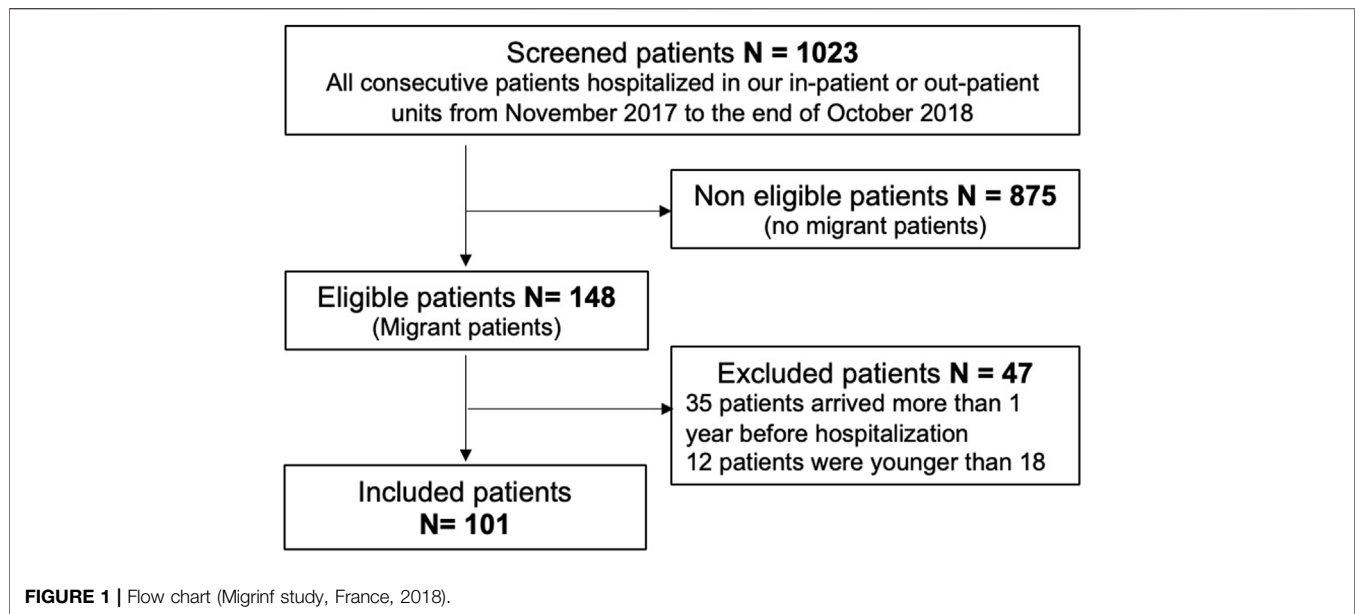 Screened patients N = 1023
All consecutive patients hospitalized in our in-patient or out-patient
units from November 2017 to the end of October 2018
Non eligible patients N = 875
(no migrant patients)
Eligible patients N= 148
(Migrant patients)
Excluded patients N = 47
35 patients arrived more than 1
year before hospitalization
12 patients were younger than 18
Included patients
N= 101
FIGURE 1 | Flow chart (Migrinf study, France, 2018).